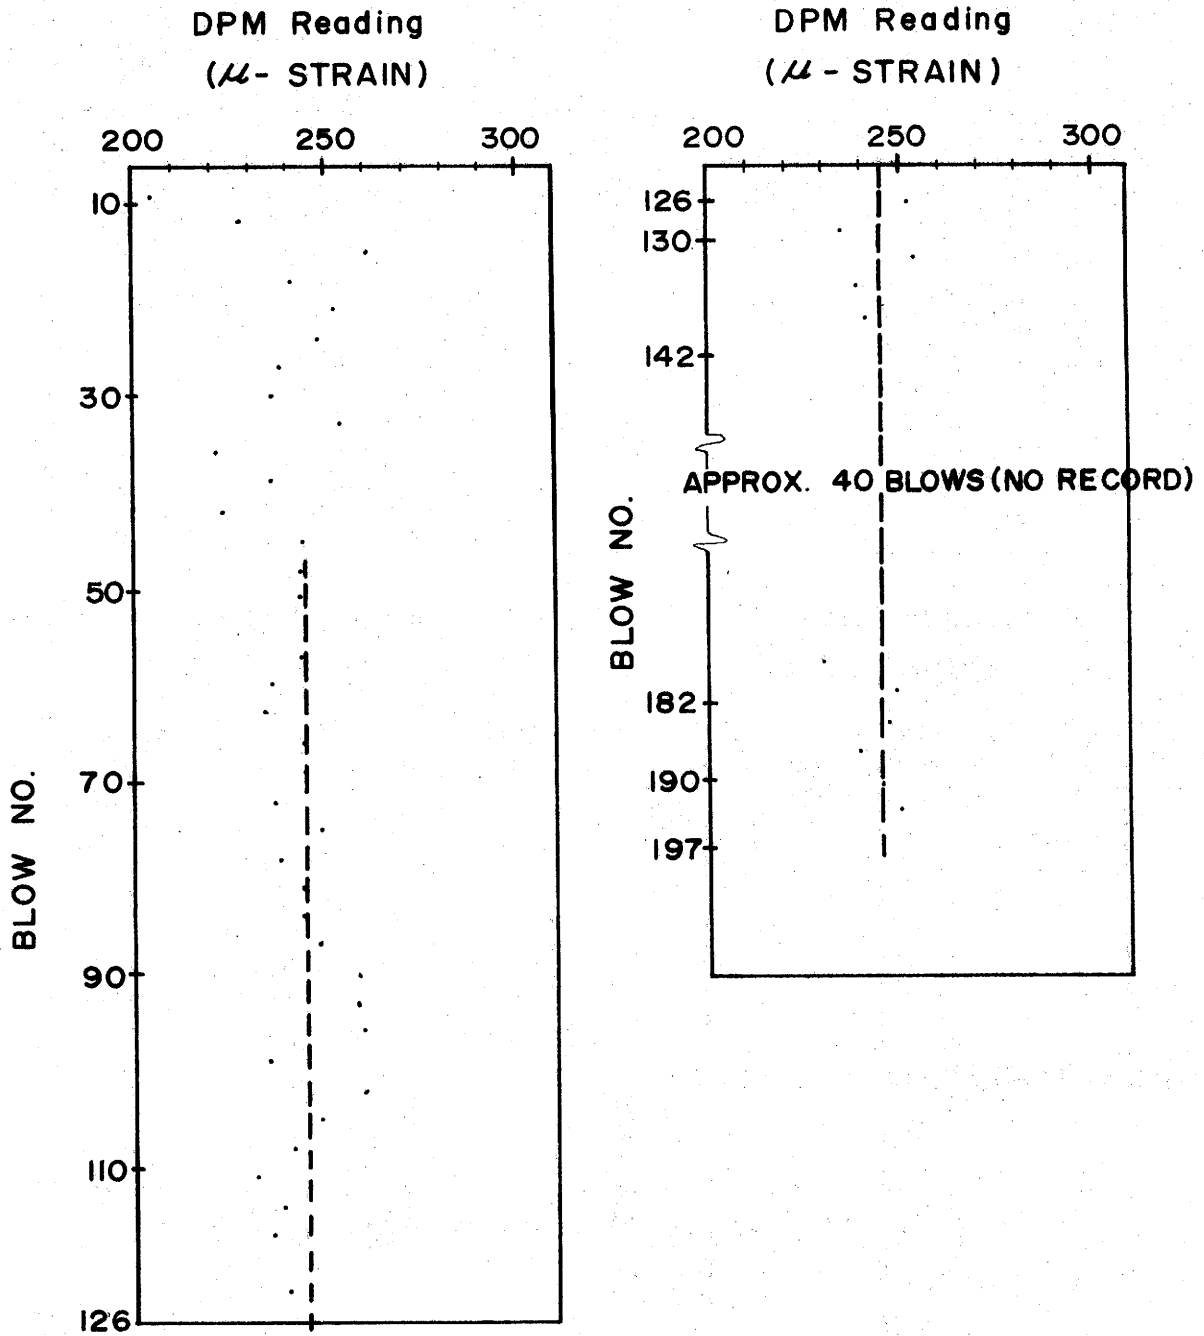 DPM Reading
(μ- STRAIN)
200 250 300
10
30
50
70
90
110
126
BLOW NO.
DPM Reading
(μ - STRAIN)
200 250 300
126
130
142
APPROX. 40 BLOWS (NO RECORD)
182
190
197
BLOW NO.